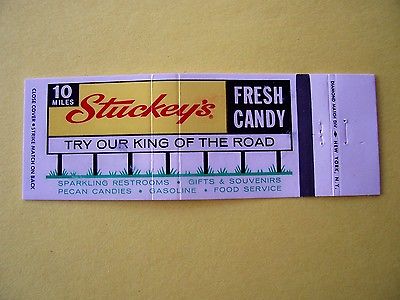 CLOSE COVER • STRIKE MATCH ON BACK
10
MILES
Stuckey's
FRESH
CANDY
TRY OUR KING OF THE ROAD
SPARKLING RESTROOMS • GIFTS & SOUVENIRS
PECAN CANDIES • GASOLINE • FOOD SERVICE
DIAMOND MATCH DIV. NEW YORK, N.Y.